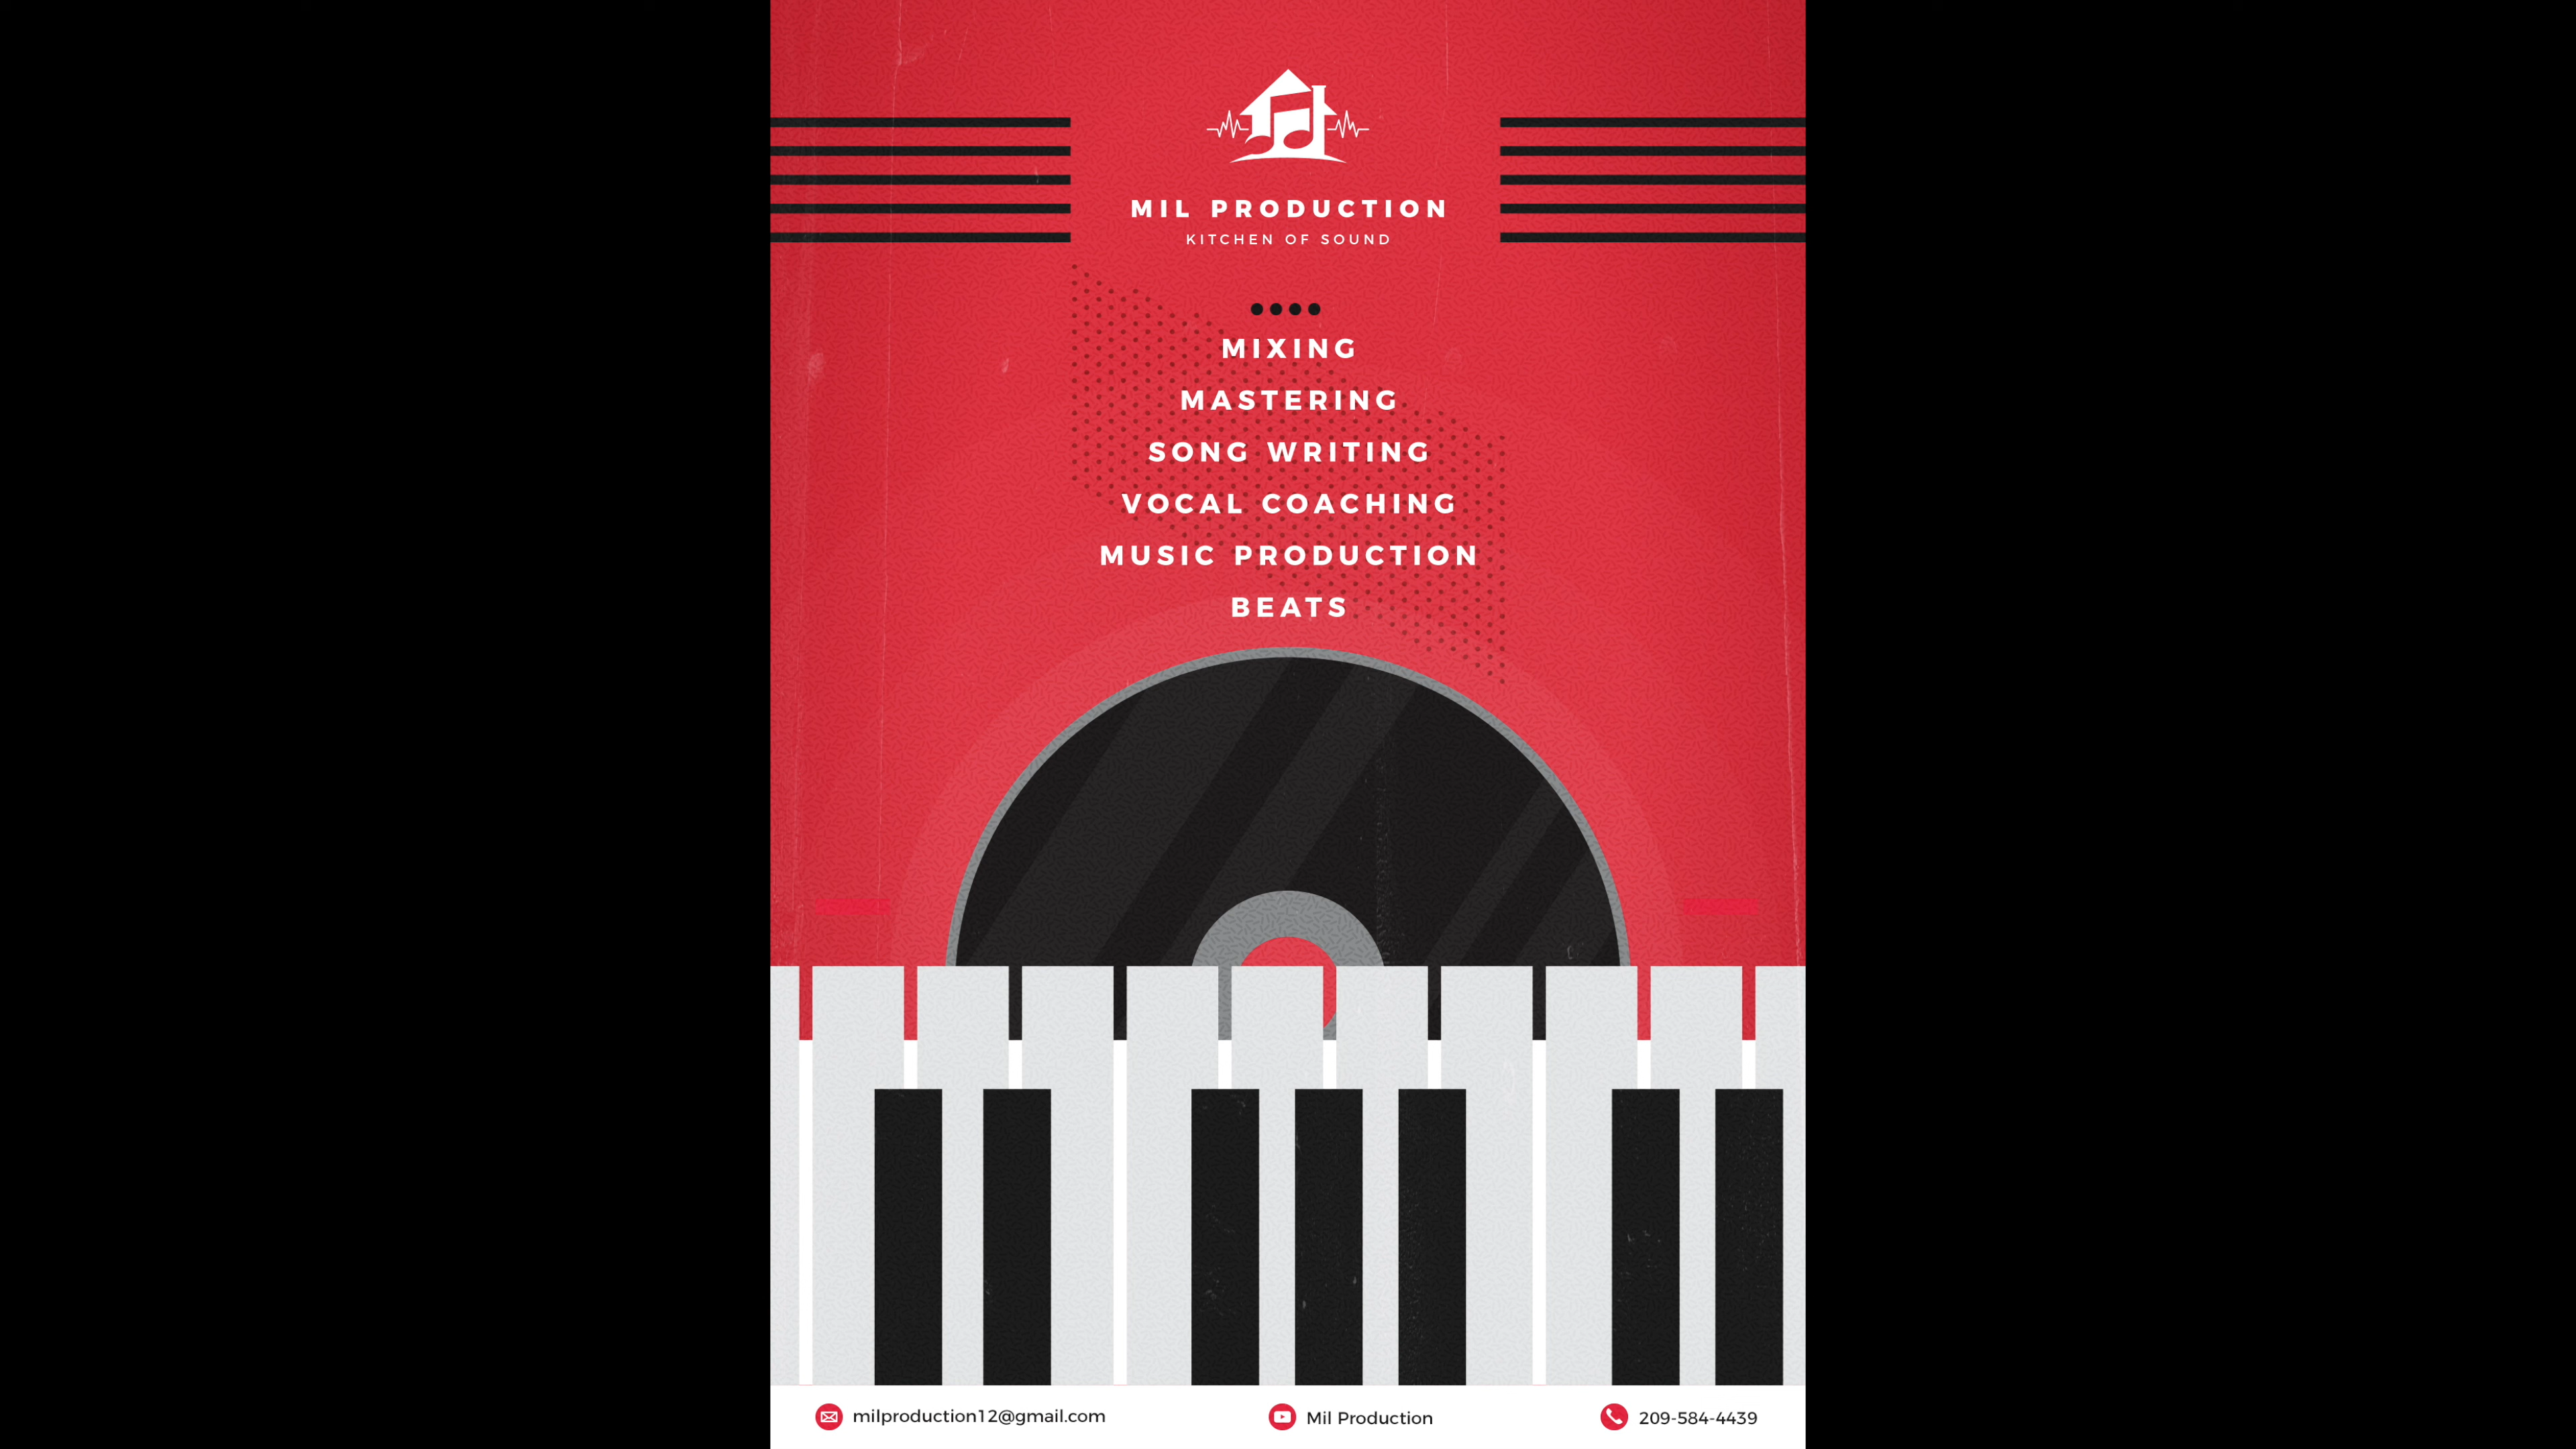 MIL PRODUCTION
KITCHEN OF SOUND
MIXING
MASTERING
SONG WRITING
VOCAL COACHING
MUSIC PRODUCTION
BEATS
milproduction12@gmail.com
Mil Production
209-584-4439